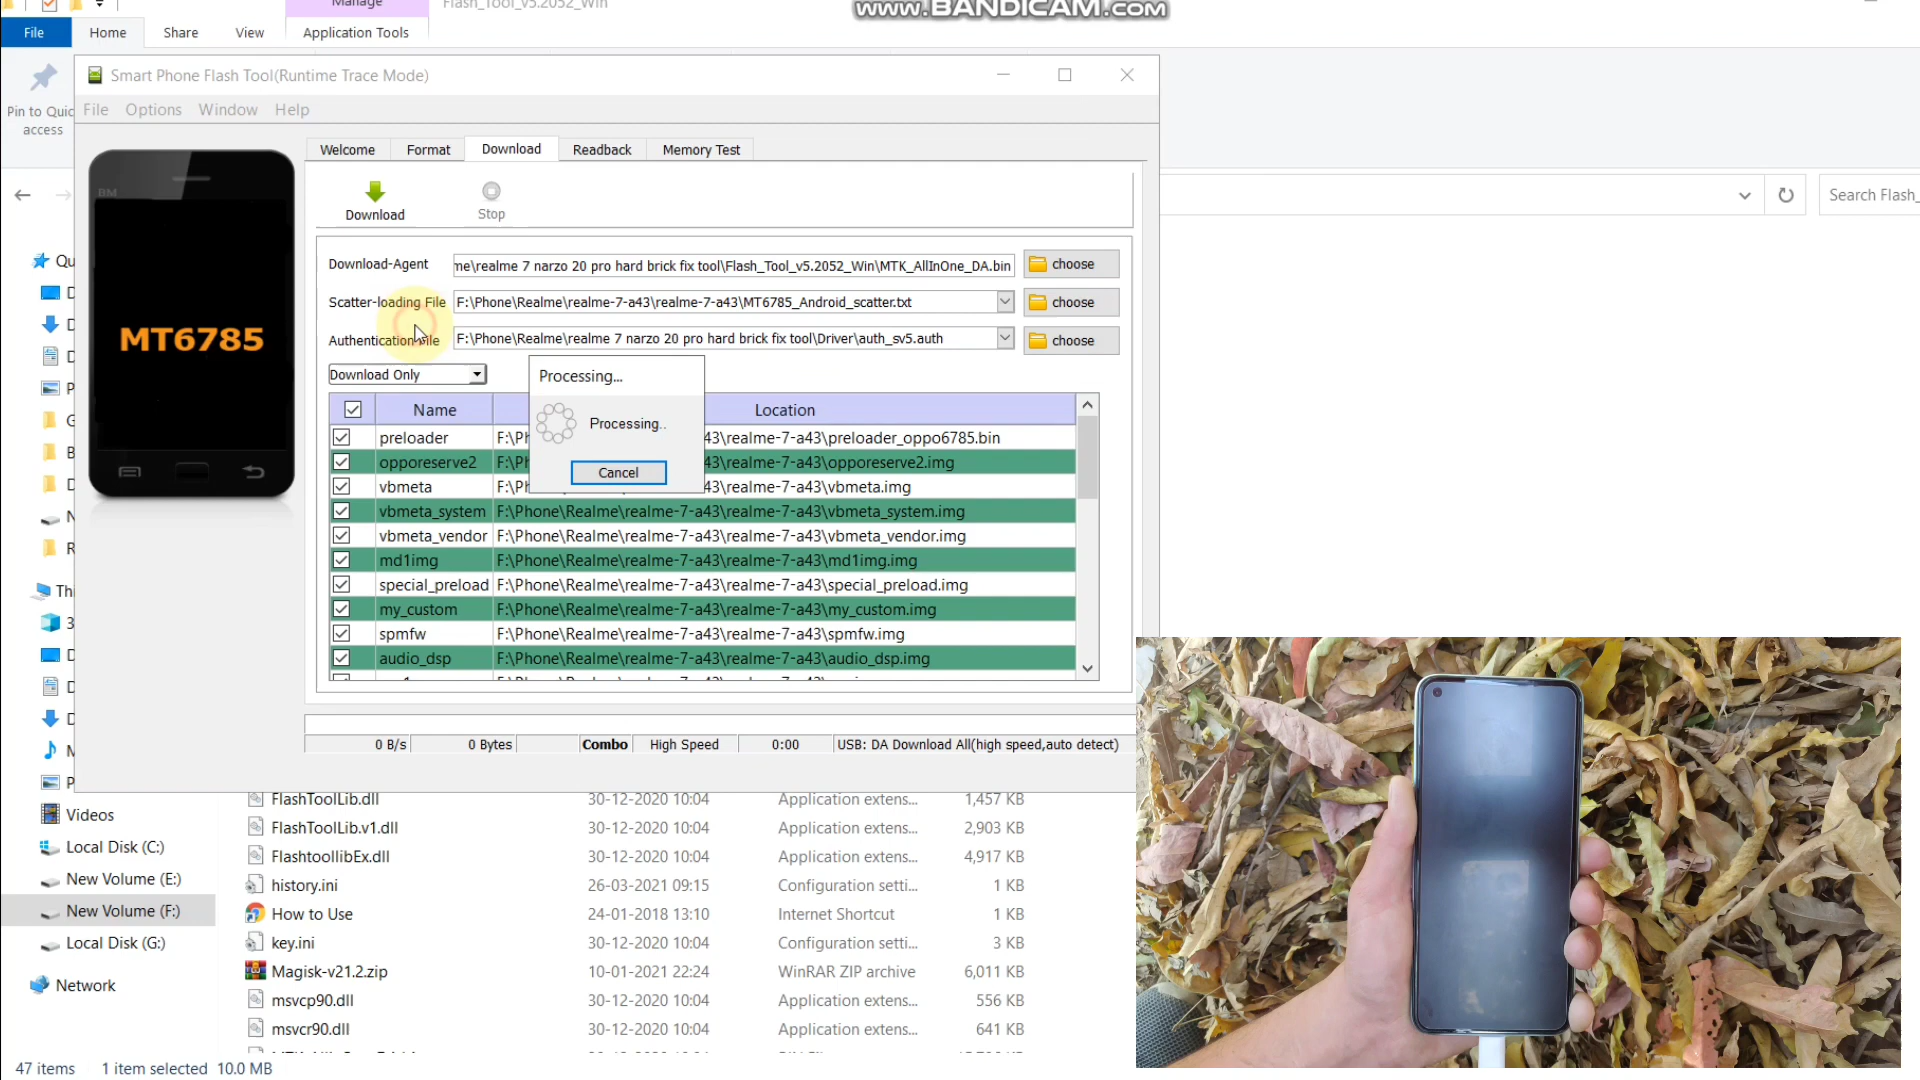 Manage
Flash_Tool_v5.2052_Win
www.BANDICAM.com
File
Home
Share
View
Application Tools
Smart Phone Flash Tool(Runtime Trace Mode)
Pin to Quic
access
File
Options
Window
Help
Welcome
Format
Download
Readback
Memory Test
BM
MT6785
Download
Stop
Search Flash_
Download-Agent
me\realme 7 narzo 20 pro hard brick fix tool\Flash_Tool_v5.2052_Win\MTK_AllInOne_DA.bin
choose
Scatter-loading File
F:\Phone\Realme\realme-7-a43\realme-7-a43\MT6785_Android_scatter.txt
choose
Authentication File
F:\Phone\Realme\realme 7 narzo 20 pro hard brick fix tool\Driver\auth_sv5.auth
choose
Download Only
Processing...
Processing..
Cancel
Name
Location
preloader F:\Ph 43\realme-7-a43\preloader_oppo6785.bin
opporeserve2 F:\Ph 43\realme-7-a43\opporeserve2.img
vbmeta F:\Ph 43\realme-7-a43\vbmeta.img
vbmeta_system F:\Phone\Realme\realme-7-a43\realme-7-a43\vbmeta_system.img
vbmeta_vendor F:\Phone\Realme\realme-7-a43\realme-7-a43\vbmeta_vendor.img
md1img F:\Phone\Realme\realme-7-a43\realme-7-a43\md1img.img
special_preload F:\Phone\Realme\realme-7-a43\realme-7-a43\special_preload.img
my_custom F:\Phone\Realme\realme-7-a43\realme-7-a43\my_custom.img
spmfw F:\Phone\Realme\realme-7-a43\realme-7-a43\spmfw.img
audio_dsp F:\Phone\Realme\realme-7-a43\realme-7-a43\audio_dsp.img
0 B/s
0 Bytes
Combo
High Speed
0:00
USB: DA Download All(high speed,auto detect)
Qu
D
D
D
P
G
B
D
N
R
Thi
3
D
D
D
M
P
Videos
Local Disk (C:)
New Volume (E:)
New Volume (F:)
Local Disk (G:)
Network
FlashToolLib.dll 30-12-2020 10:04 Application extens... 1,457 KB
FlashToolLib.v1.dll 30-12-2020 10:04 Application extens... 2,903 KB
FlashtoollibEx.dll 30-12-2020 10:04 Application extens... 4,917 KB
history.ini 26-03-2021 09:15 Configuration setti... 1 KB
How to Use 24-01-2018 13:10 Internet Shortcut 1 KB
key.ini 30-12-2020 10:04 Configuration setti... 3 KB
Magisk-v21.2.zip 10-01-2021 22:24 WinRAR ZIP archive 6,011 KB
msvcp90.dll 30-12-2020 10:04 Application extens... 556 KB
msvcr90.dll 30-12-2020 10:04 Application extens... 641 KB
47 items
1 item selected 10.0 MB